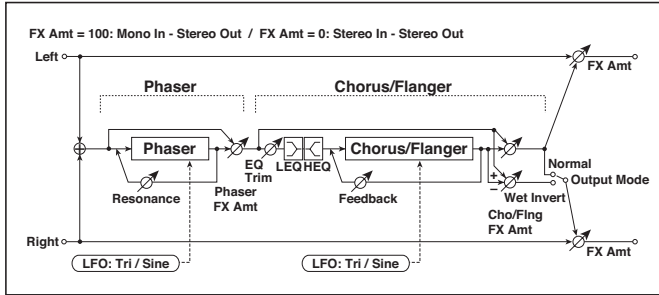 FX Amt = 100: Mono In - Stereo Out / FX Amt = 0: Stereo In - Stereo Out
Left
FX Amt
Phaser
Chorus/Flanger
Phaser
EQ
Trim
LEQ
HEQ
Chorus/Flanger
Normal
Output Mode
Resonance
Phaser
FX Amt
Feedback
+
−
Wet Invert
Cho/Flng
FX Amt
Right
FX Amt
LFO: Tri / Sine
LFO: Tri / Sine